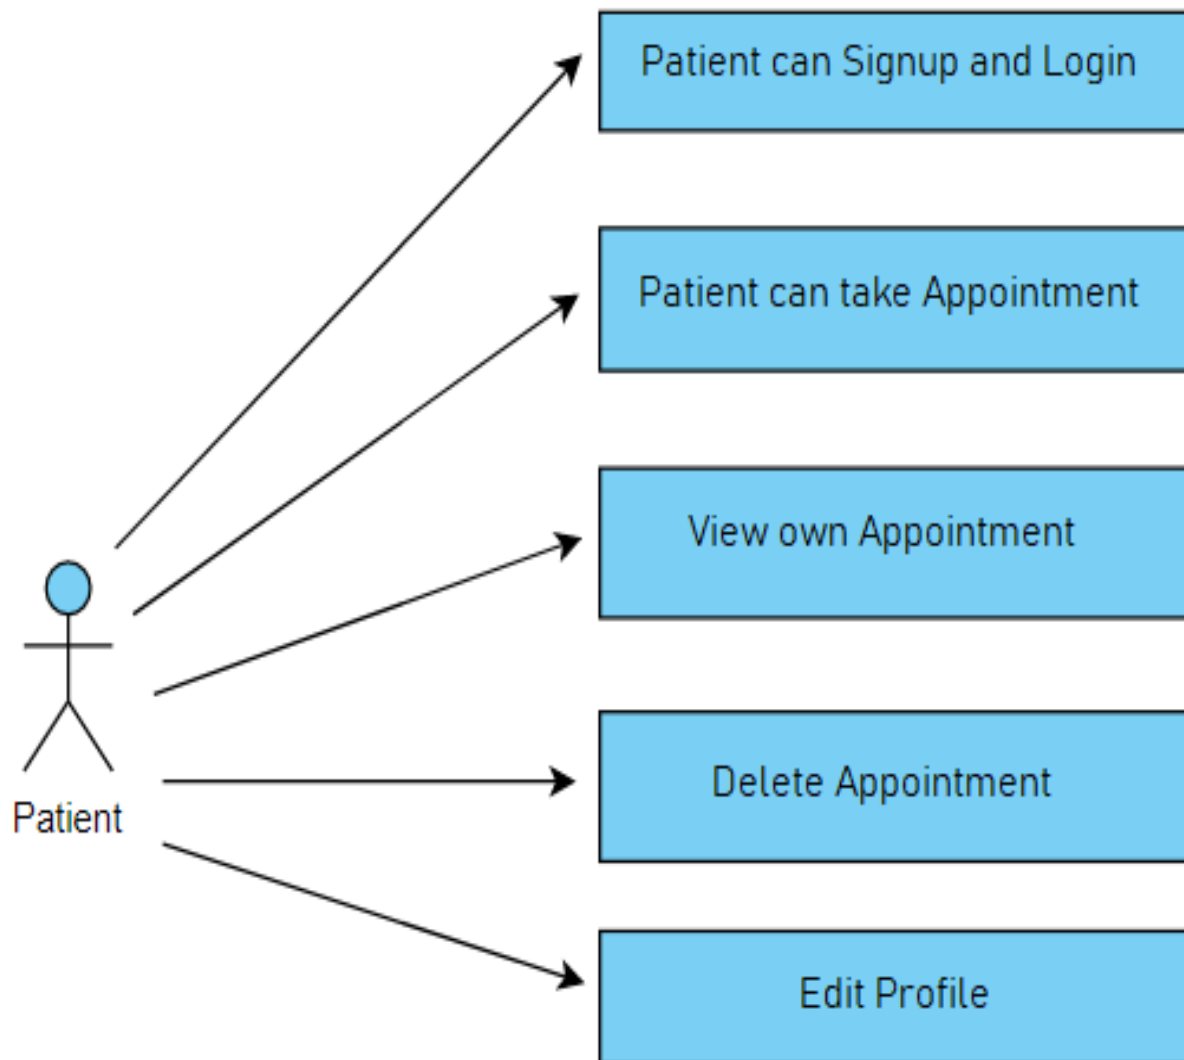 Patient can Signup and Login
Patient can take Appointment
View own Appointment
Delete Appointment
Patient
Edit Profile